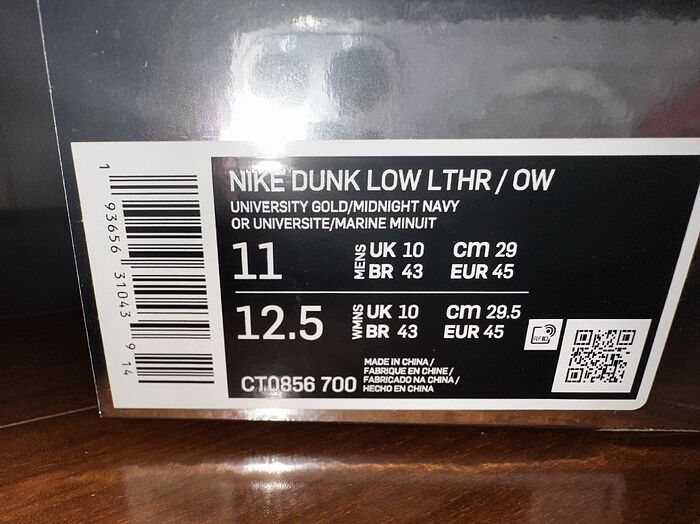 NIKE DUNK LOW LTHR / OW
UNIVERSITY GOLD/MIDNIGHT NAVY
OR UNIVERSITE/MARINE MINUIT
11 MENS UK 10 cm 29
BR 43 EUR 45
12.5 WMNS UK 10 cm 29.5
BR 43 EUR 45
RFID
CT0856 700
MADE IN CHINA /
FABRIQUE EN CHINE /
FABRICADO NA CHINA /
HECHO EN CHINA
1 93656 31043 9 14